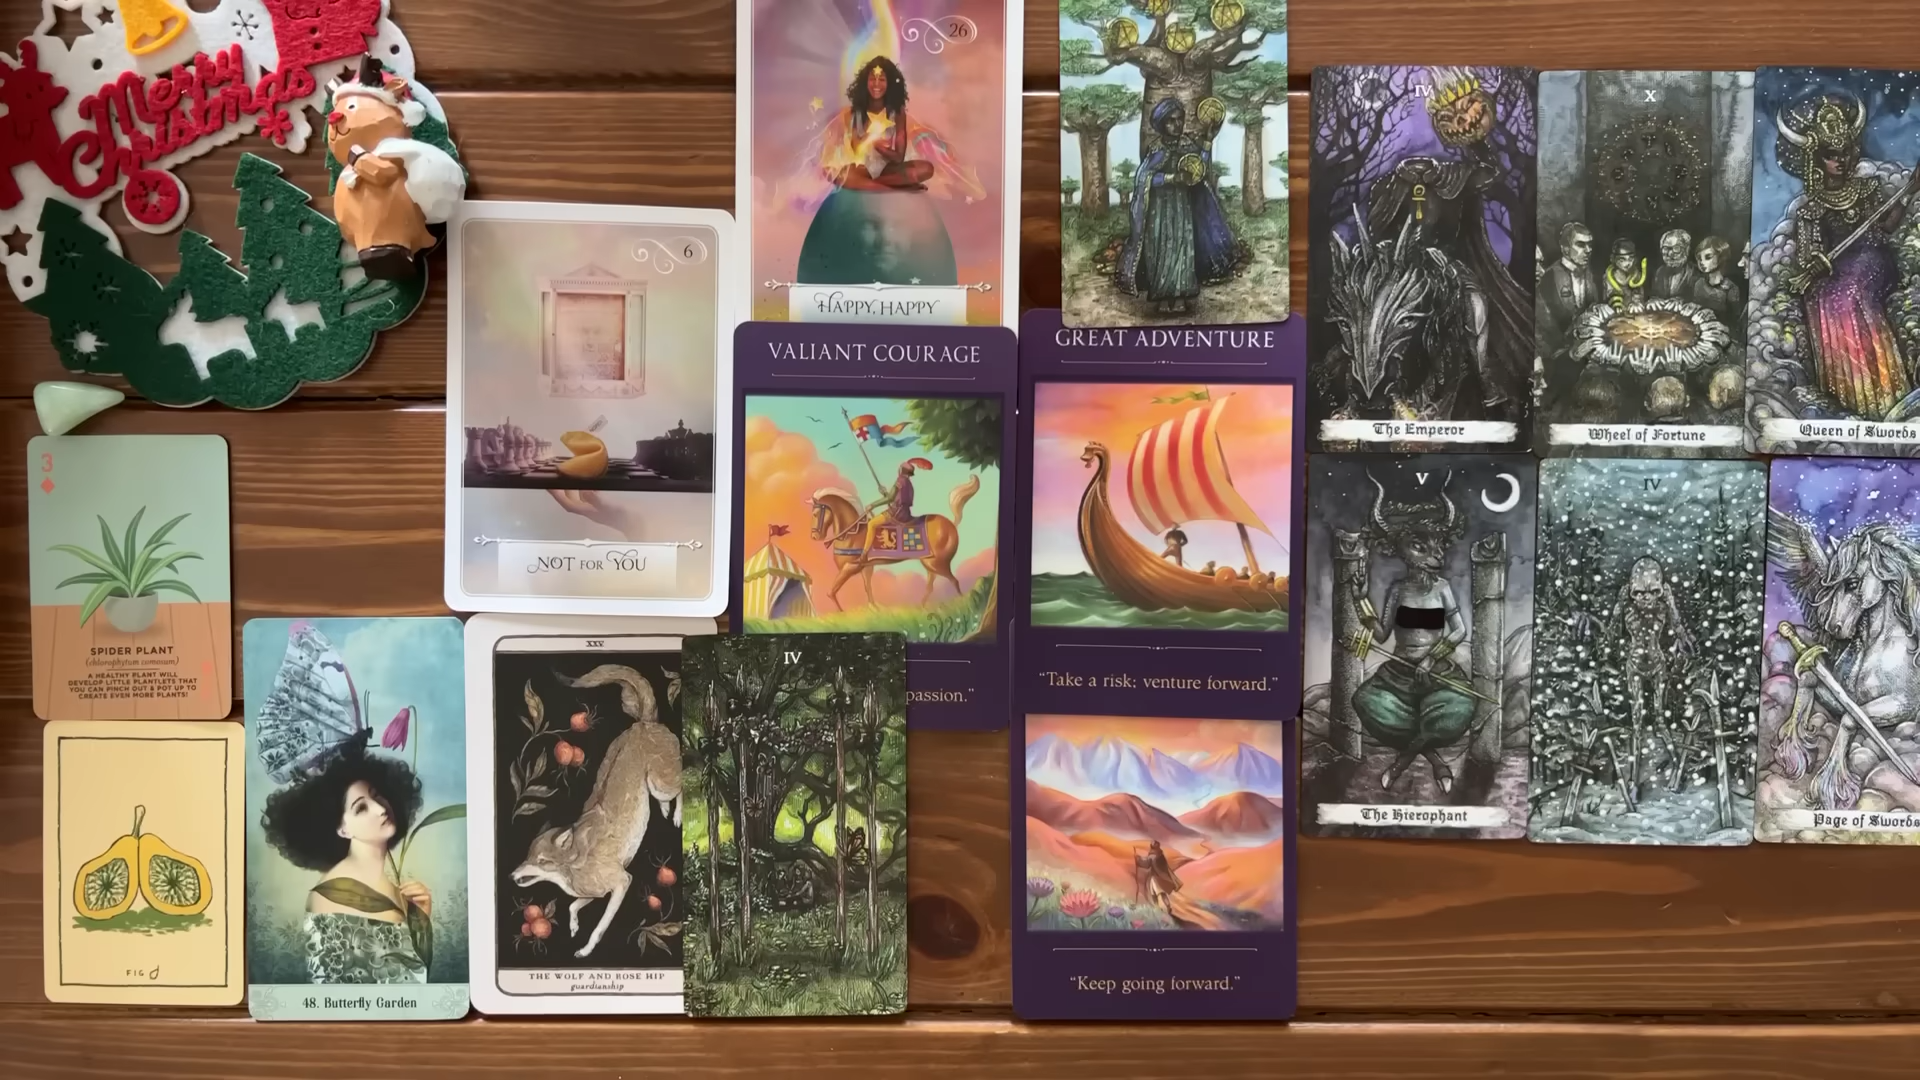 Merry
Christmas
26
HAPPY, HAPPY
6
NOT FOR YOU
VALIANT COURAGE
passion."
GREAT ADVENTURE
"Take a risk; venture forward."
"Keep going forward."
IV
The Emperor
X
Wheel of Fortune
Queen of Swords
V
The Hierophant
IV
Page of Swords
3
SPIDER PLANT
(chlorophytum comosum)
A HEALTHY PLANT WILL
DEVELOP LITTLE PLANTLETS THAT
YOU CAN PINCH OUT & POT UP TO
CREATE EVEN MORE PLANTS!
FIG
48. Butterfly Garden
XXV
THE WOLF AND ROSE HIP
guardianship
IV